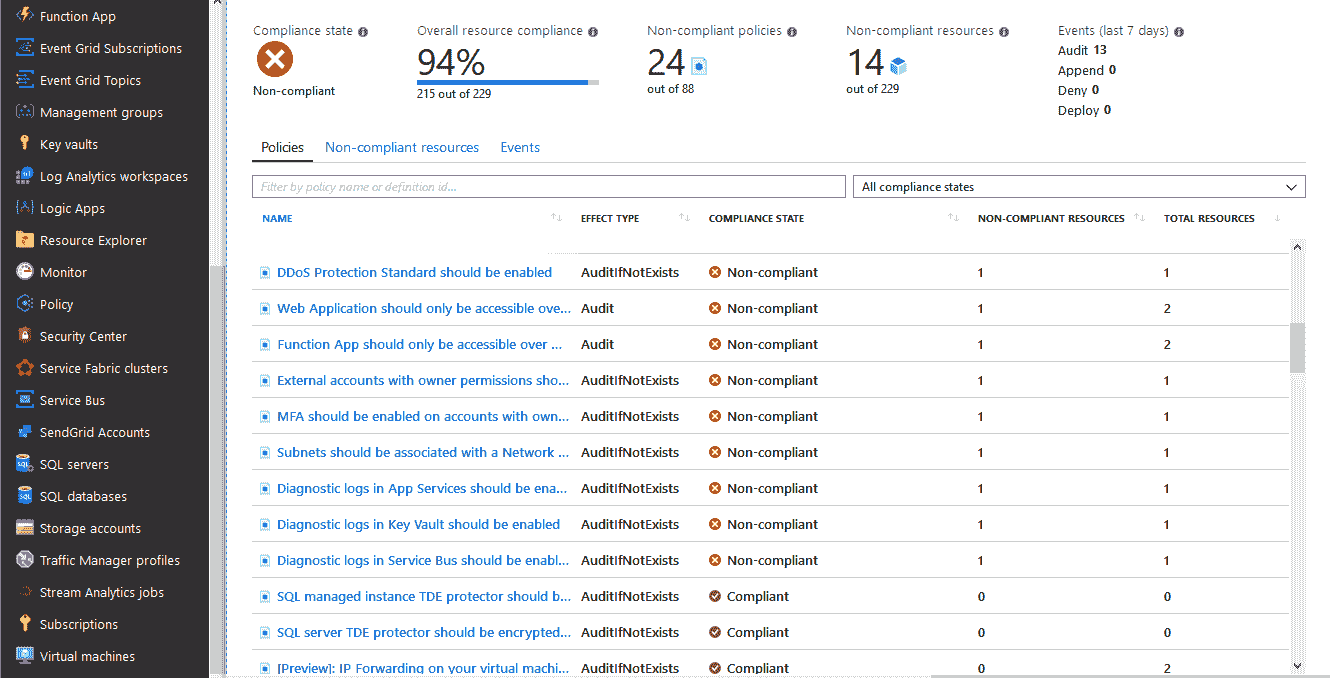 Function App
Event Grid Subscriptions
Event Grid Topics
Management groups
Key vaults
Log Analytics workspaces
Logic Apps
Resource Explorer
Monitor
Policy
Security Center
Service Fabric clusters
Service Bus
SendGrid Accounts
SQL servers
SQL databases
Storage accounts
Traffic Manager profiles
Stream Analytics jobs
Subscriptions
Virtual machines
Compliance state
Non-compliant
Overall resource compliance
94%
215 out of 229
Non-compliant policies
24
out of 88
Non-compliant resources
14
out of 229
Events (last 7 days)
Audit 13
Append 0
Deny 0
Deploy 0
Policies Non-compliant resources Events
Filter by policy name or definition id...
All compliance states
NAME EFFECT TYPE COMPLIANCE STATE NON-COMPLIANT RESOURCES TOTAL RESOURCES
DDoS Protection Standard should be enabled AuditIfNotExists Non-compliant 1 1
Web Application should only be accessible ove... Audit Non-compliant 1 2
Function App should only be accessible over ... Audit Non-compliant 1 2
External accounts with owner permissions sho... AuditIfNotExists Non-compliant 1 1
MFA should be enabled on accounts with own... AuditIfNotExists Non-compliant 1 1
Subnets should be associated with a Network ... AuditIfNotExists Non-compliant 1 1
Diagnostic logs in App Services should be ena... AuditIfNotExists Non-compliant 1 1
Diagnostic logs in Key Vault should be enabled AuditIfNotExists Non-compliant 1 1
Diagnostic logs in Service Bus should be enabl... AuditIfNotExists Non-compliant 1 1
SQL managed instance TDE protector should b... AuditIfNotExists Compliant 0 0
SQL server TDE protector should be encrypted... AuditIfNotExists Compliant 0 0
[Preview]: IP Forwarding on your virtual machi... AuditIfNotExists Compliant 0 2